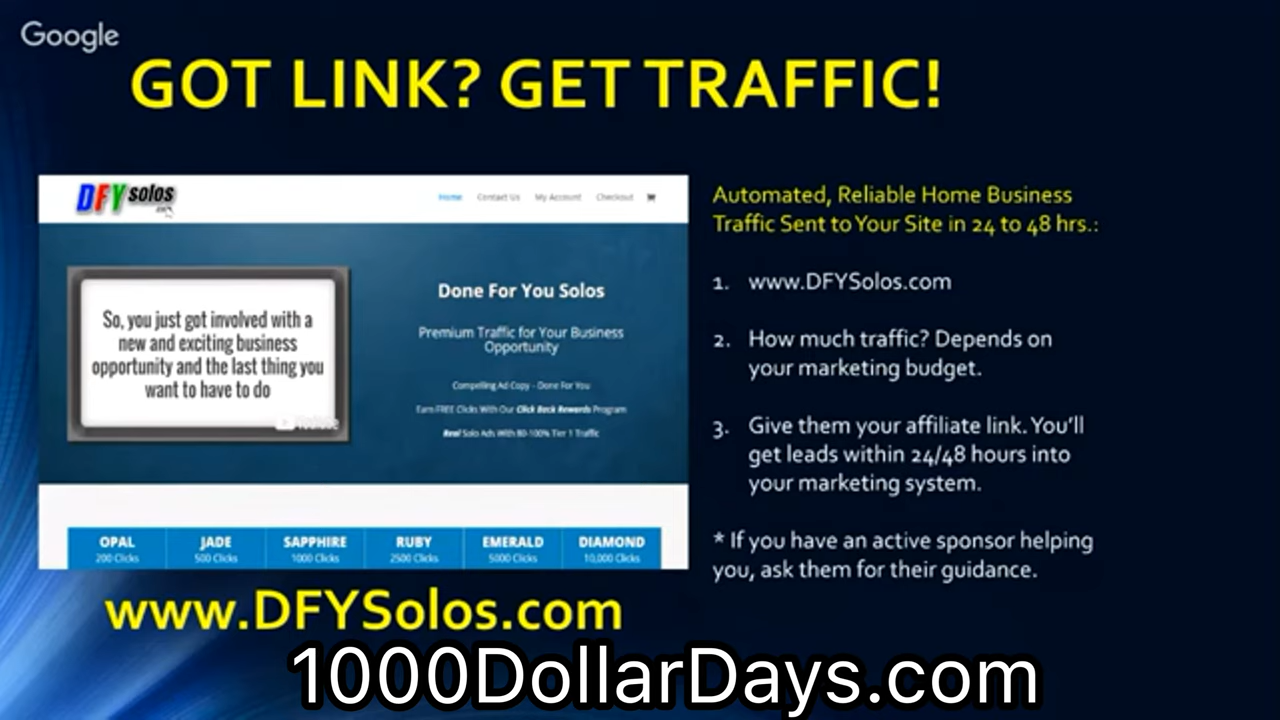 Google
GOT LINK? GET TRAFFIC!
DFY solos
Home Contact Us My Account Checkout
So, you just got involved with a
new and exciting business
opportunity and the last thing you
want to have to do
YouTube
Done For You Solos
Premium Traffic for Your Business
Opportunity
Compelling Ad Copy - Done For You
Earn FREE Clicks With Our Click Back Rewards Program
Real Solo Ads With 80-100% Tier 1 Traffic
OPAL JADE SAPPHIRE RUBY EMERALD DIAMOND
200 Clicks 500 Clicks 1000 Clicks 2500 Clicks 5000 Clicks 10,000 Clicks
www.DFYSolos.com
Automated, Reliable Home Business
Traffic Sent to Your Site in 24 to 48 hrs.:
1. www.DFYSolos.com
2. How much traffic? Depends on
your marketing budget.
3. Give them your affiliate link. You'll
get leads within 24/48 hours into
your marketing system.
* If you have an active sponsor helping
you, ask them for their guidance.
1000DollarDays.com